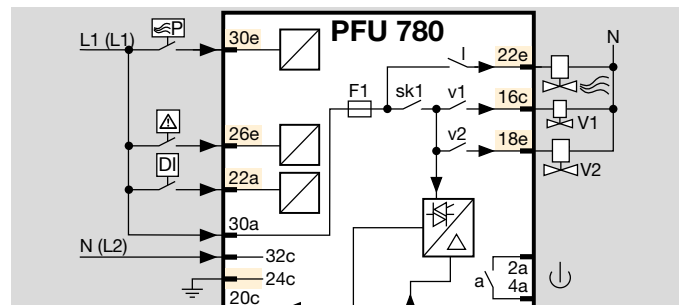 PFU 780
N
L1 (L1)
P
30e
I
22e
F1
sk1
v1
16c
V1
26e
v2
18e
DI
22a
V2
30a
N (L2)
32c
2a
24c
a
4a
20c